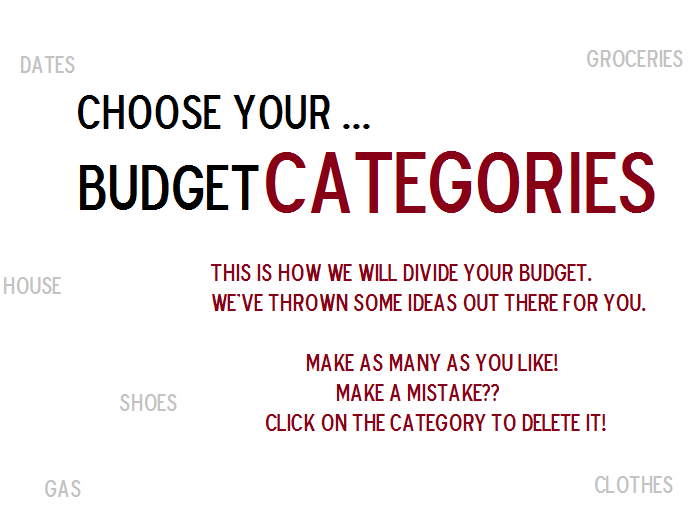 DATES
GROCERIES
CHOOSE YOUR ...
BUDGET CATEGORIES
HOUSE
THIS IS HOW WE WILL DIVIDE YOUR BUDGET.
WE'VE THROWN SOME IDEAS OUT THERE FOR YOU.
MAKE AS MANY AS YOU LIKE!
MAKE A MISTAKE??
SHOES
CLICK ON THE CATEGORY TO DELETE IT!
GAS
CLOTHES